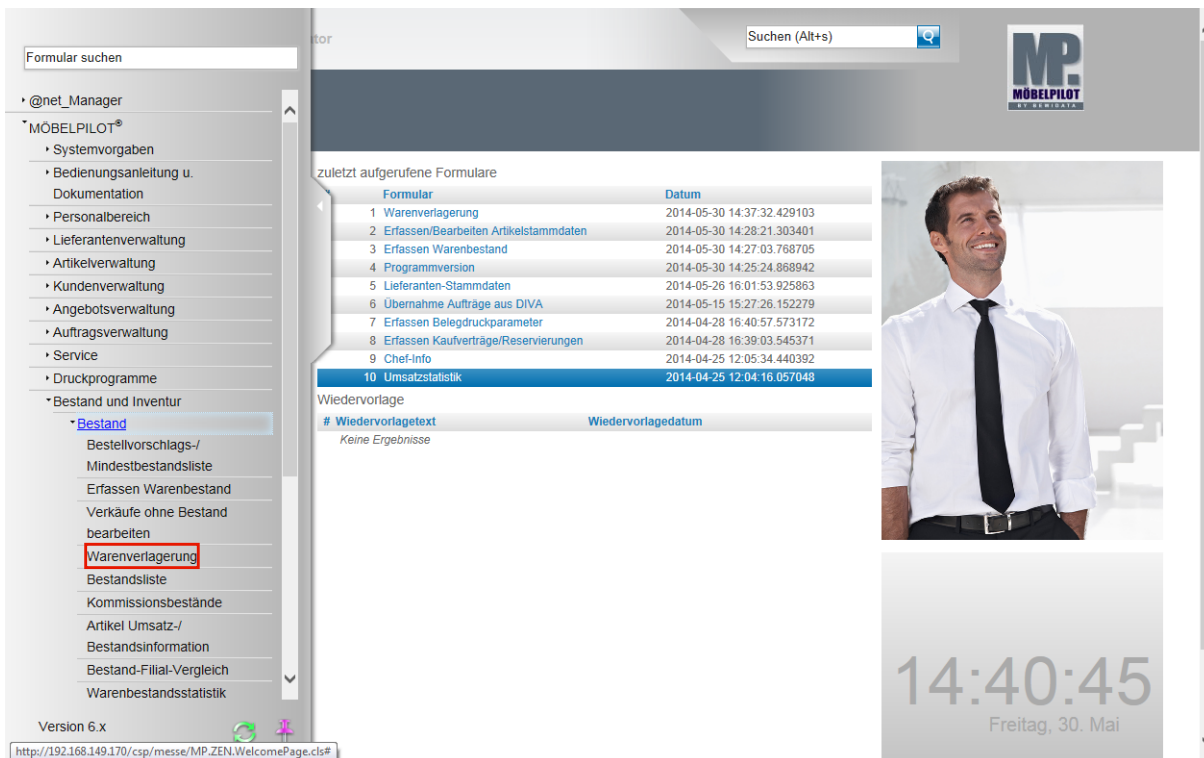 Formular suchen
@net_Manager
MÖBELPILOT®
Systemvorgaben
Bedienungsanleitung u.
Dokumentation
Personalbereich
Lieferantenverwaltung
Artikelverwaltung
Kundenverwaltung
Angebotsverwaltung
Auftragsverwaltung
Service
Druckprogramme
Bestand und Inventur
Bestand
Bestellvorschlags-/
Mindestbestandsliste
Erfassen Warenbestand
Verkäufe ohne Bestand
bearbeiten
Warenverlagerung
Bestandsliste
Kommissionsbestände
Artikel Umsatz-/
Bestandsinformation
Bestand-Filial-Vergleich
Warenbestandsstatistik
Version 6.x
http://192.168.149.170/csp/messe/MP.ZEN.WelcomePage.cls#
Suchen (Alt+s)
MP.
MÖBELPILOT
BY BEWIDATA
zuletzt aufgerufene Formulare
Formular Datum
1 Warenverlagerung 2014-05-30 14:37:32.429103
2 Erfassen/Bearbeiten Artikelstammdaten 2014-05-30 14:28:21.303401
3 Erfassen Warenbestand 2014-05-30 14:27:03.768705
4 Programmversion 2014-05-30 14:25:24.868942
5 Lieferanten-Stammdaten 2014-05-26 16:01:53.925863
6 Übernahme Aufträge aus DIVA 2014-05-15 15:27:26.152279
7 Erfassen Belegdruckparameter 2014-04-28 16:40:57.573172
8 Erfassen Kaufverträge/Reservierungen 2014-04-28 16:39:03.545371
9 Chef-Info 2014-04-25 12:05:34.440392
10 Umsatzstatistik 2014-04-25 12:04:16.057048
Wiedervorlage
# Wiedervorlagetext Wiedervorlagedatum
Keine Ergebnisse
14:40:45
Freitag, 30. Mai